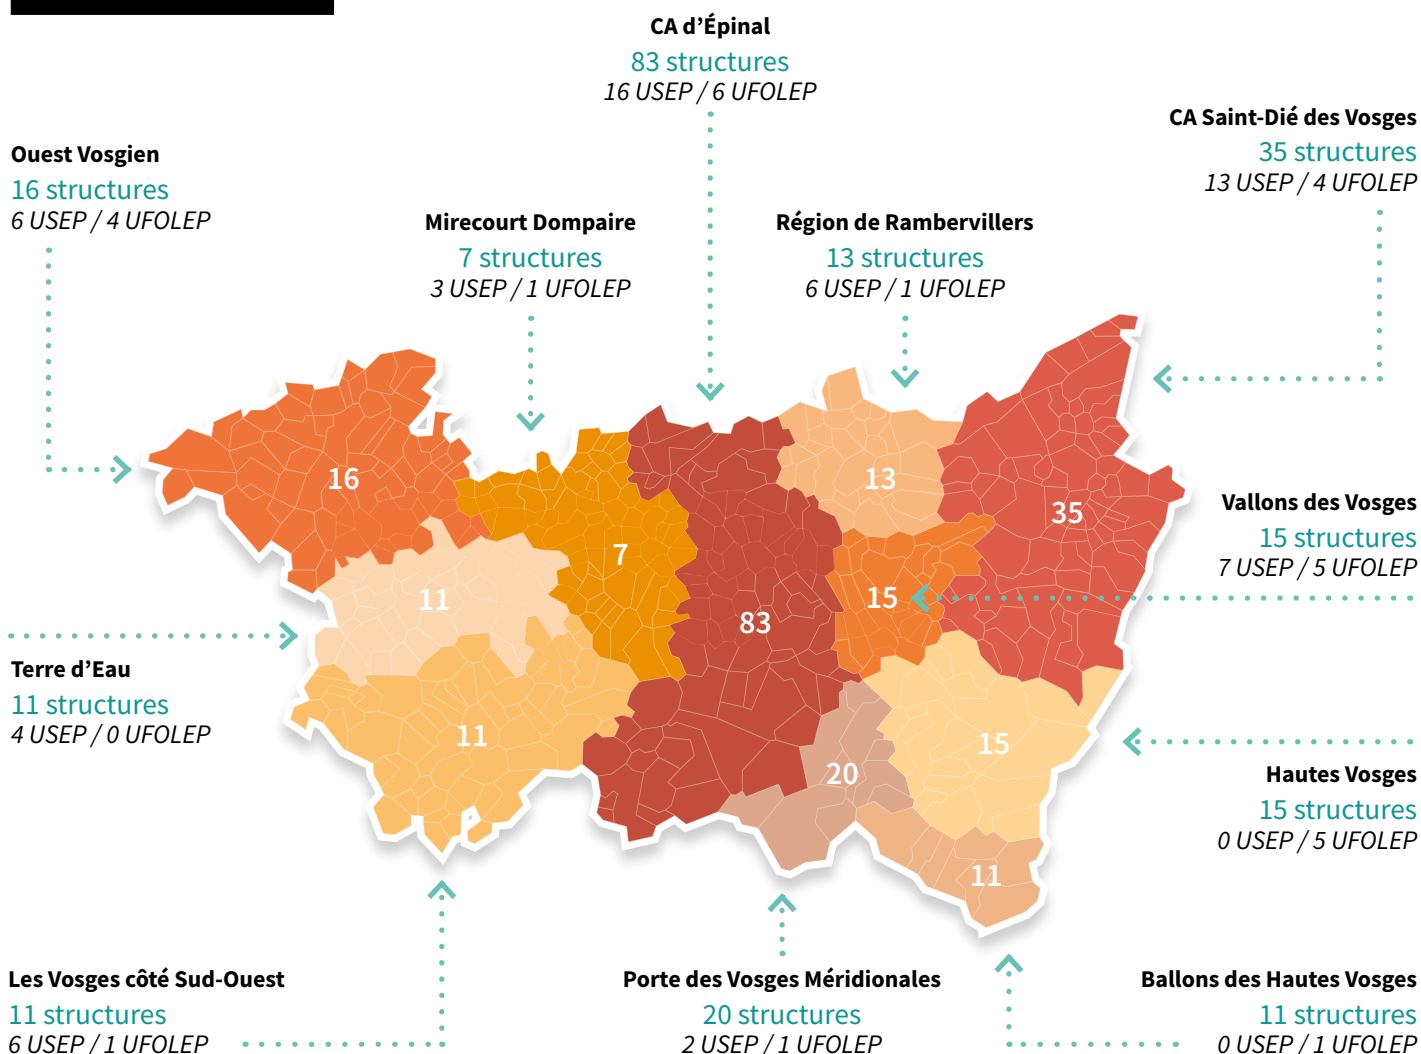 CA d’Épinal
83 structures
16 USEP / 6 UFOLEP
CA Saint-Dié des Vosges
35 structures
13 USEP / 4 UFOLEP
Ouest Vosgien
16 structures
6 USEP / 4 UFOLEP
Mirecourt Dompaire
7 structures
3 USEP / 1 UFOLEP
Région de Rambervillers
13 structures
6 USEP / 1 UFOLEP
16
13
35
7
11
15
83
11
15
20
11
Vallons des Vosges
15 structures
7 USEP / 5 UFOLEP
Terre d’Eau
11 structures
4 USEP / 0 UFOLEP
Hautes Vosges
15 structures
0 USEP / 5 UFOLEP
Les Vosges côté Sud-Ouest
11 structures
6 USEP / 1 UFOLEP
Porte des Vosges Méridionales
20 structures
2 USEP / 1 UFOLEP
Ballons des Hautes Vosges
11 structures
0 USEP / 1 UFOLEP